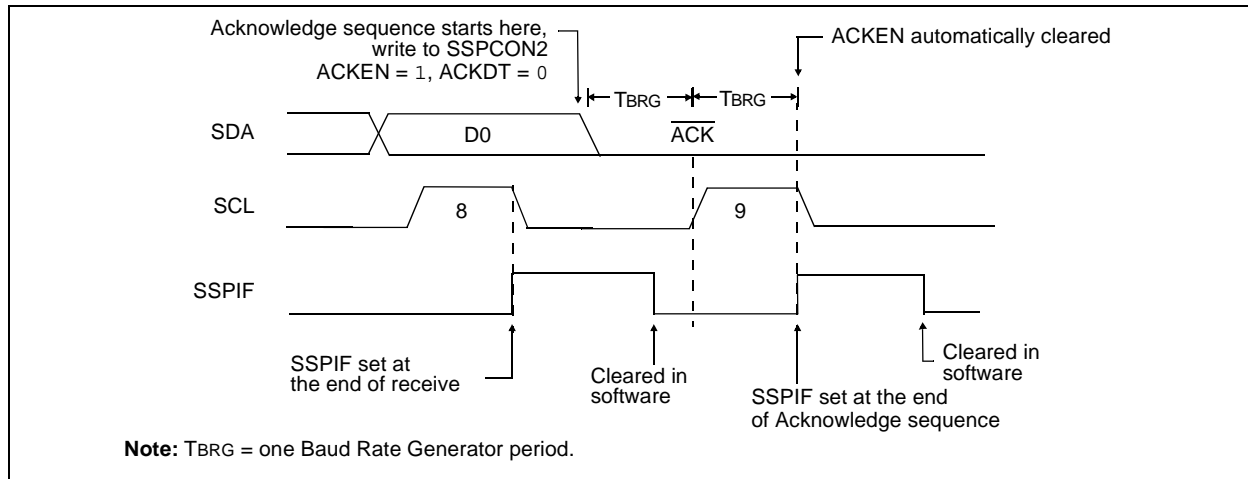 Acknowledge sequence starts here,
write to SSPCON2
ACKEN = 1, ACKDT = 0
ACKEN automatically cleared
TBRG
TBRG
SDA
D0
ACK
SCL
8
9
SSPIF
SSPIF set at
the end of receive
Cleared in
software
SSPIF set at the end
of Acknowledge sequence
Cleared in
software
Note: TBRG = one Baud Rate Generator period.